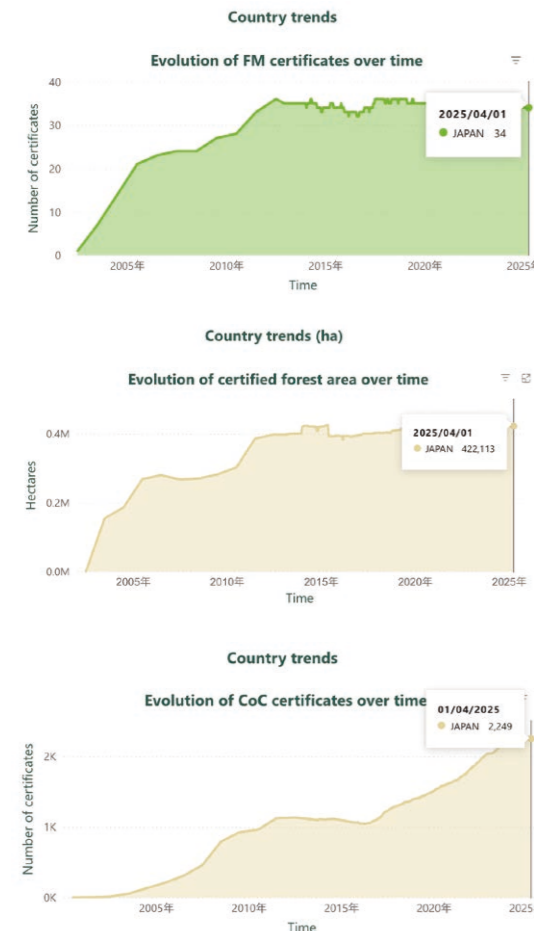 Country trends
Evolution of FM certificates over time
40
30
20
10
0
Number of certificates
2025/04/01
JAPAN 34
2005年
2010年
2015年
2020年
Time
Country trends (ha)
Evolution of certified forest area over time
0.4M
0.2M
0.0M
Hectares
2025/04/01
JAPAN 422,113
2005年
2010年
2015年
2020年
2025年
Time
Country trends
Evolution of CoC certificates over time
01/04/2025
JAPAN 2,249
2K
1K
0K
Number of certificates
2005年
2010年
2015年
2020年
Time